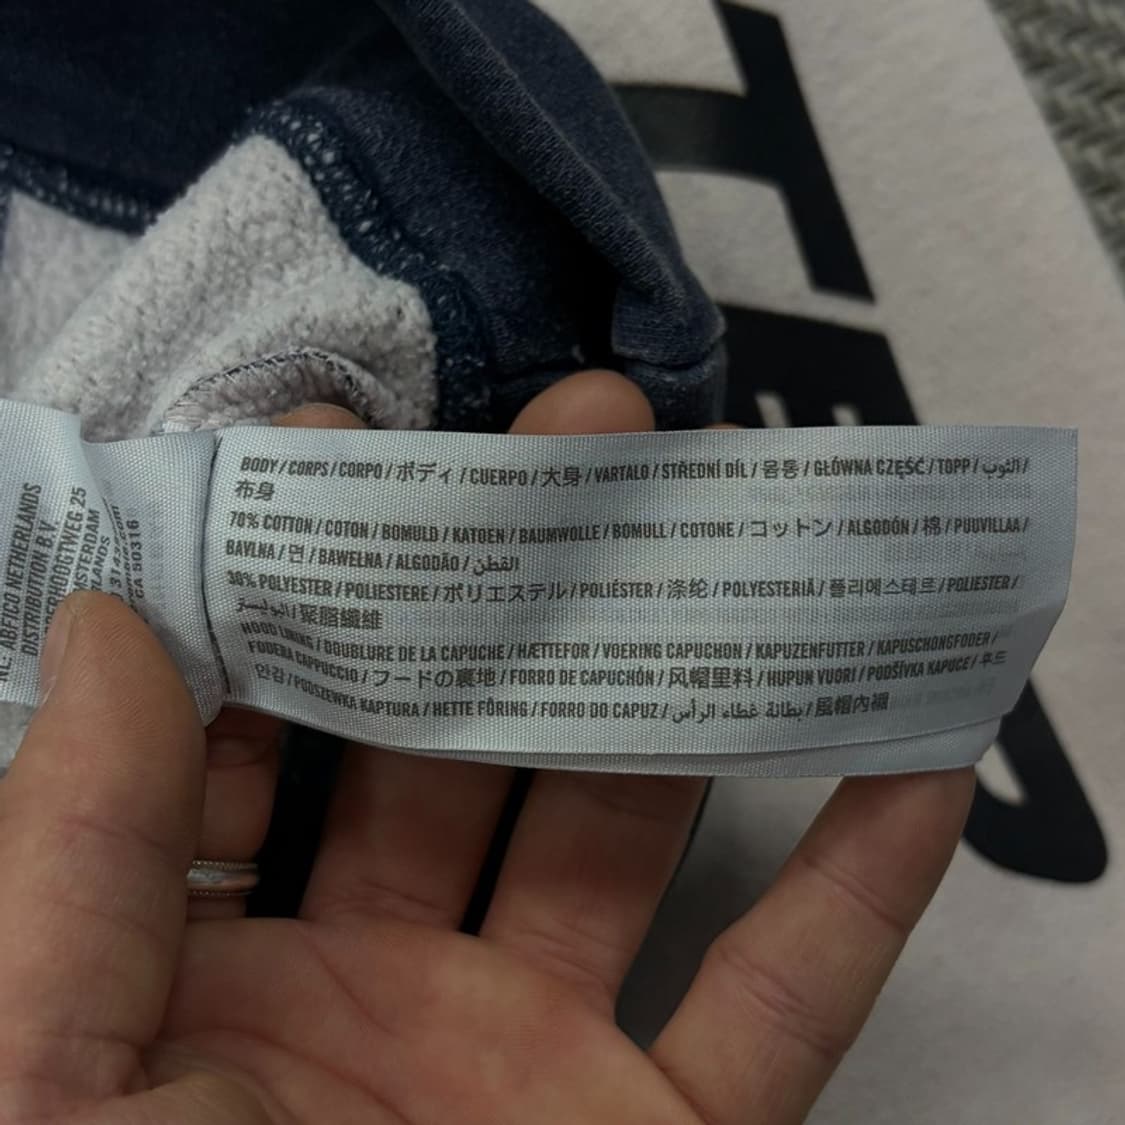 NL: ABFICO NETHERLANDS
DISTRIBUTION B.V.
25
BODY / CORPS / CORPO / ボディ / CUERPO / 大身 / VARTALO / STŘEDNÍ DÍL / 몸통 / GŁÓWNA CZĘŚĆ / TOPP / الثوب /
布身
70% COTTON / COTON / BOMULD / KATOEN / BAUMWOLLE / BOMULL / COTONE / コットン / ALGODÓN / 棉 / PUUVILLAA /
BAVLNA / 면 / BAWEŁNA / ALGODÃO / القطن
30% POLYESTER / POLIESTERE / ポリエステル / POLIÉSTER / 涤纶 / POLYESTERIÄ / 폴리에스테르 / POLIESTER /
البوليستر / 聚脂纖維
HOOD LINING / DOUBLURE DE LA CAPUCHE / HÆTTEFOR / VOERING CAPUCHON / KAPUZENFUTTER / KAPUSCHONGFODER /
FODERA CAPPUCCIO / フードの裏地 / FORRO DE CAPUCHÓN / 风帽里料 / HUPUN VUORI / PODŠÍVKA KAPUCE / 후드
안감 / PODSZEWKA KAPTURA / HETTE FÔRING / FORRO DO CAPUZ / بطانة غطاء الرأس / 風帽內襯